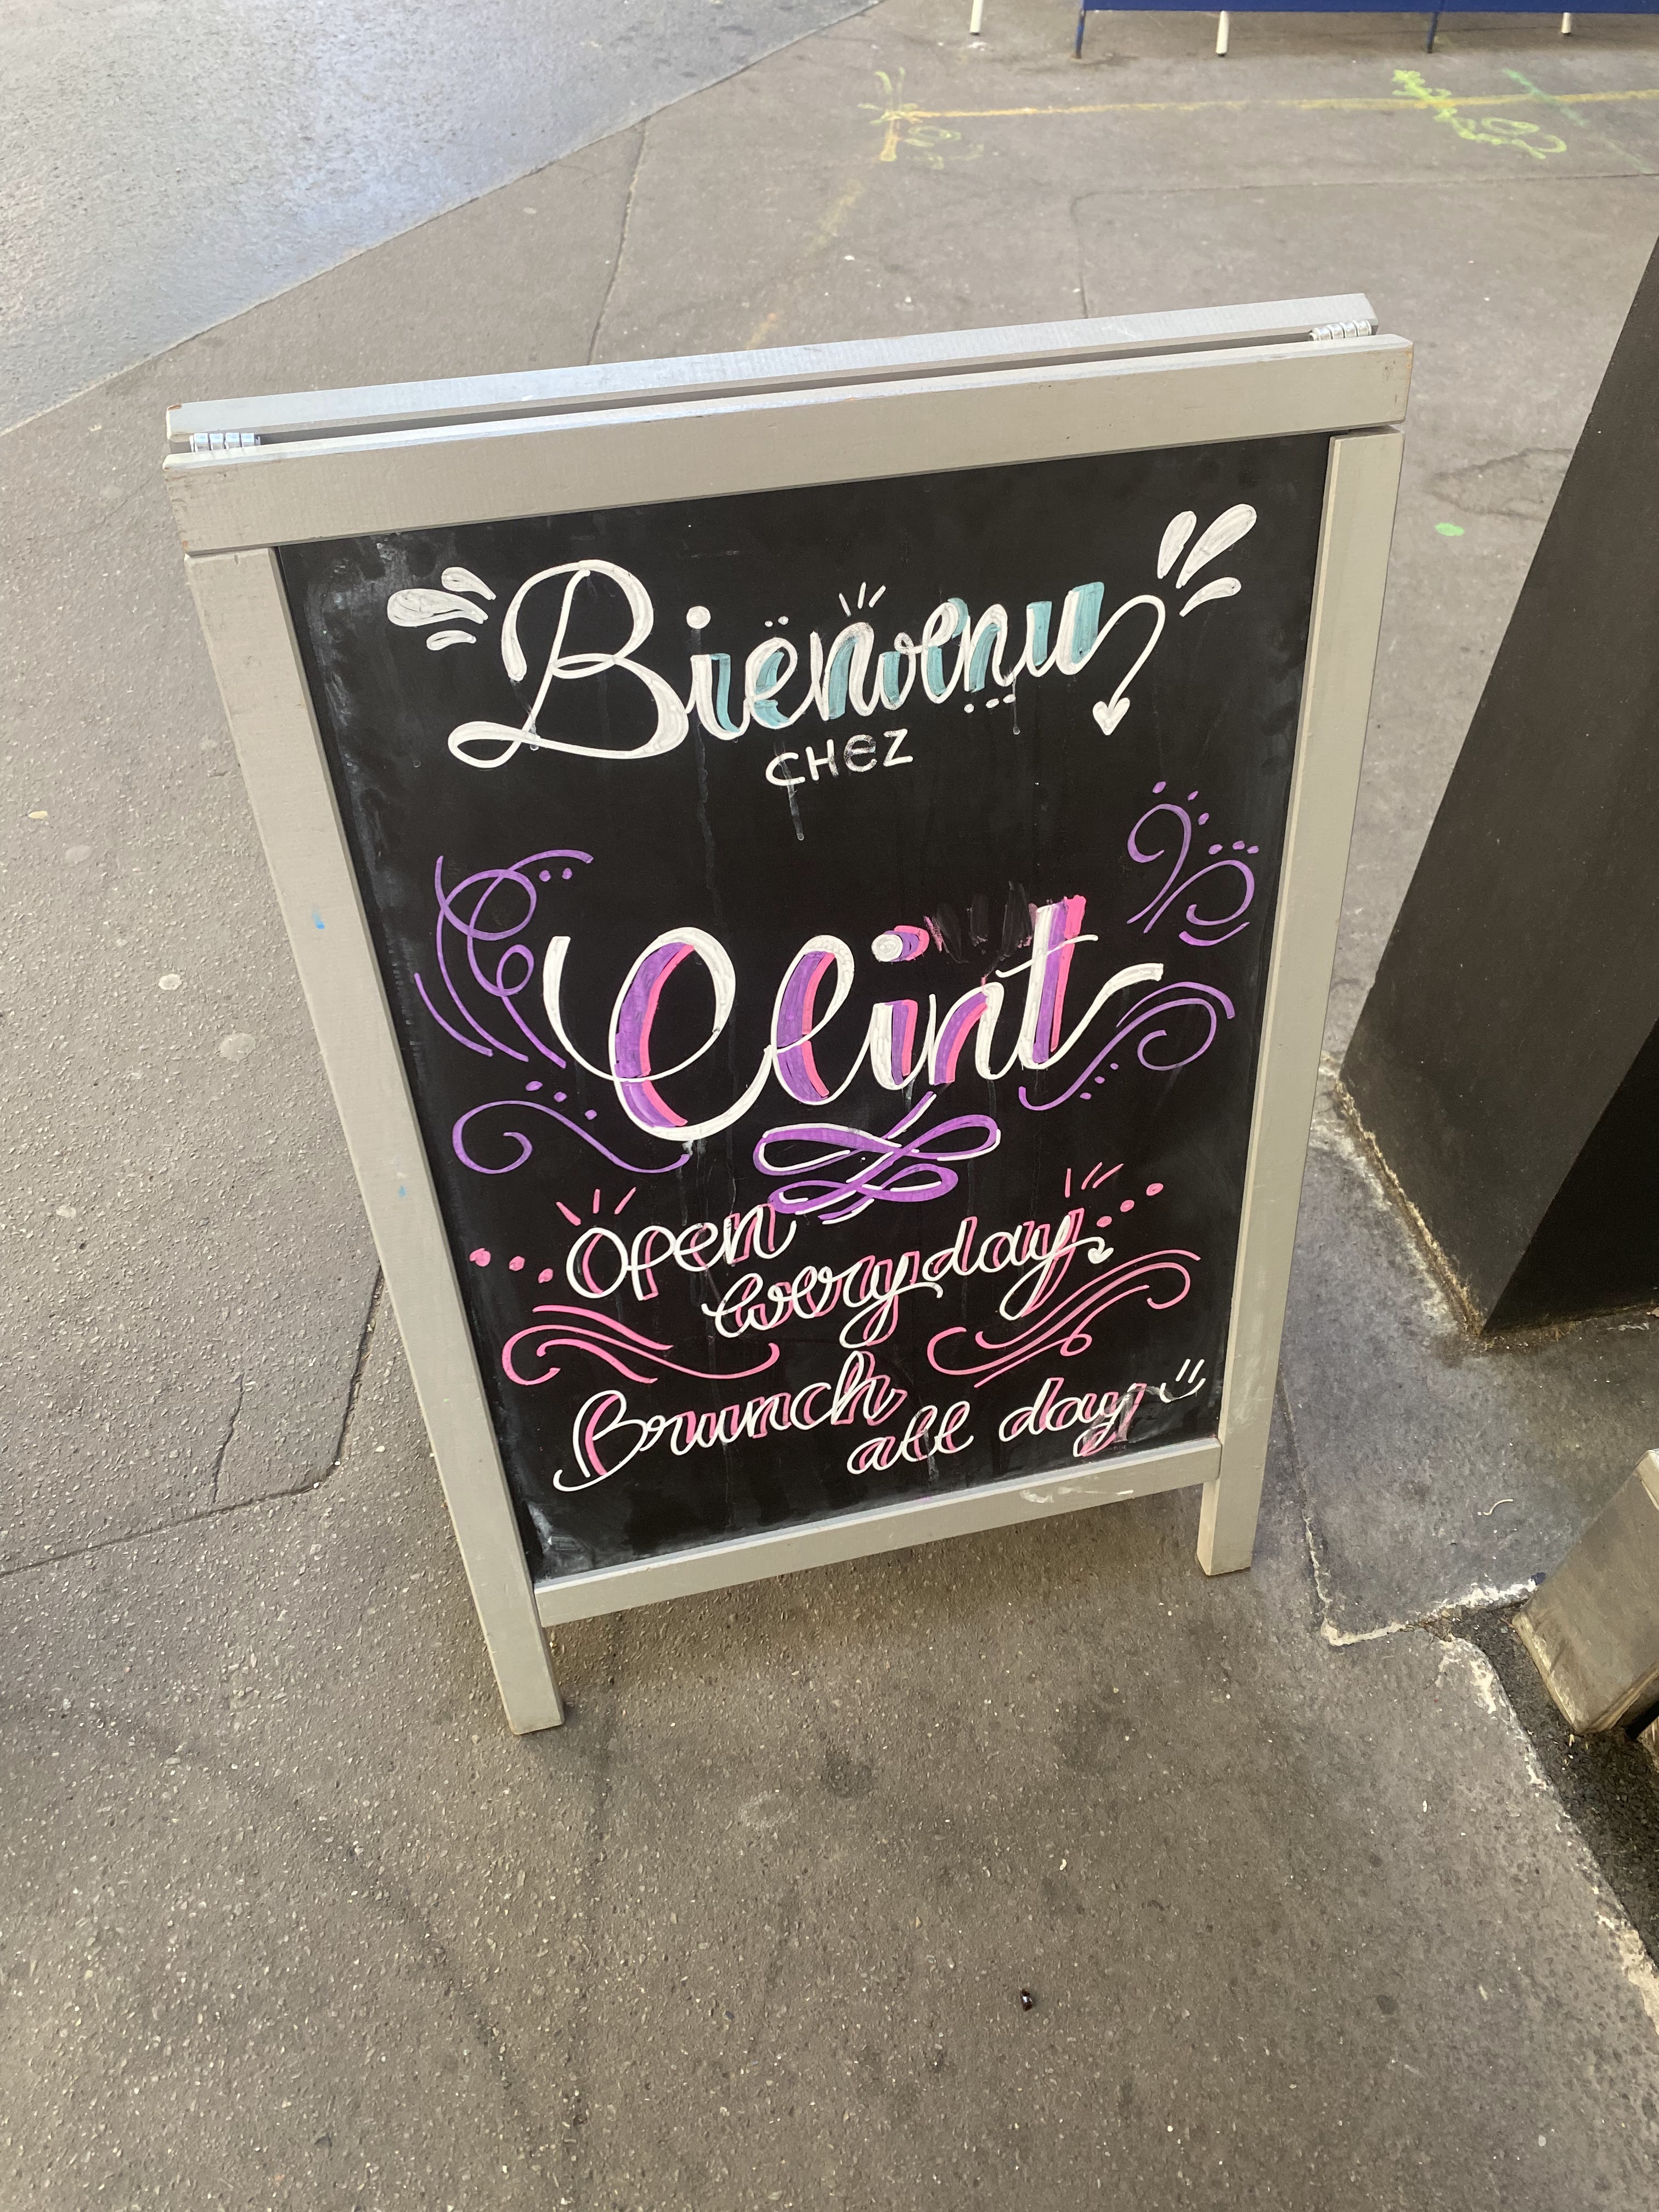 Bienvenu
CHEZ
Clint
Open
everyday
Brunch
all day